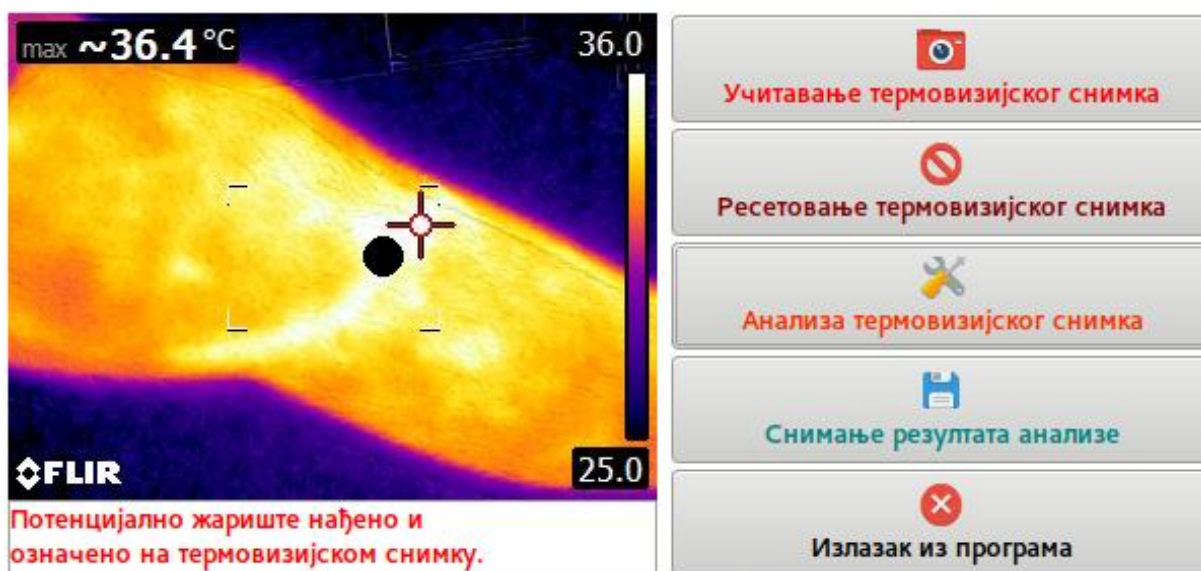 max ~36.4 °C
36.0
25.0
FLIR
Потенцијално жариште нађено и
означено на термовизијском снимку.
Учитавање термовизијског снимка
Ресетовање термовизијског снимка
Анализа термовизијског снимка
Снимање резултата анализе
Излазак из програма